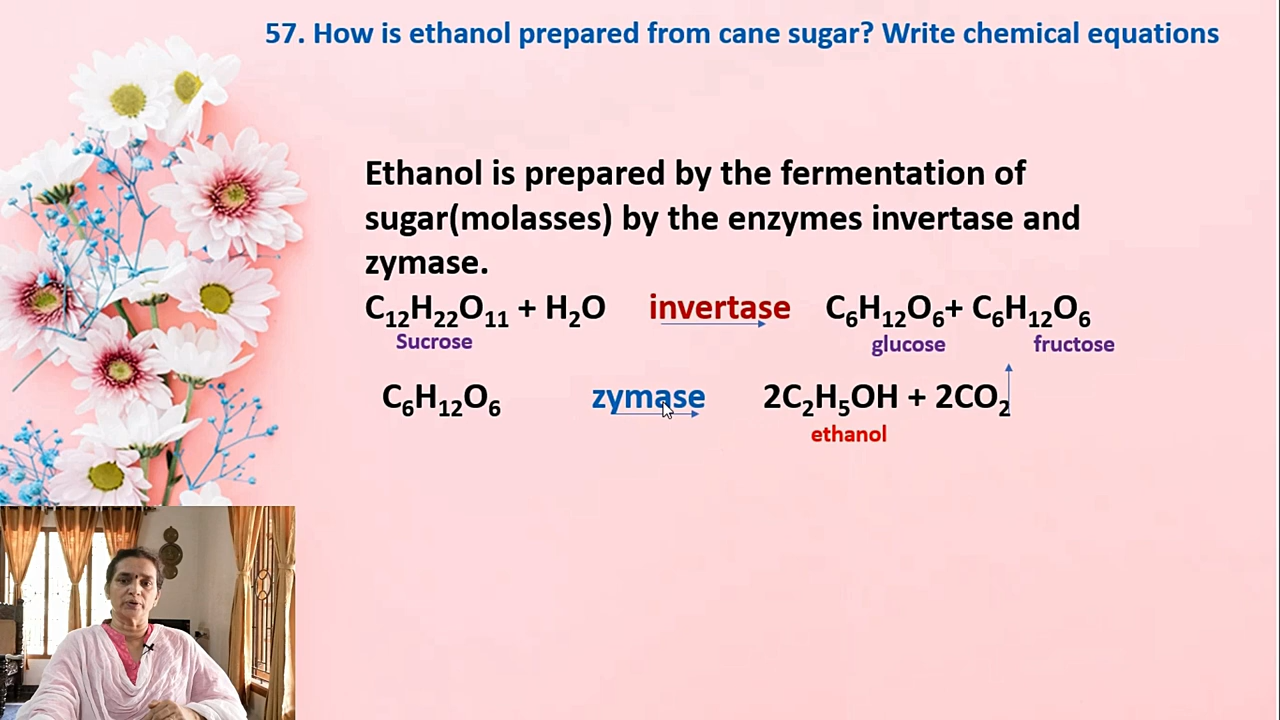 57. How is ethanol prepared from cane sugar? Write chemical equations
Ethanol is prepared by the fermentation of
sugar(molasses) by the enzymes invertase and
zymase.
C₁₂H₂₂O₁₁ + H₂O invertase C₆H₁₂O₆+ C₆H₁₂O₆
Sucrose glucose fructose
C₆H₁₂O₆ zymase 2C₂H₅OH + 2CO₂
ethanol